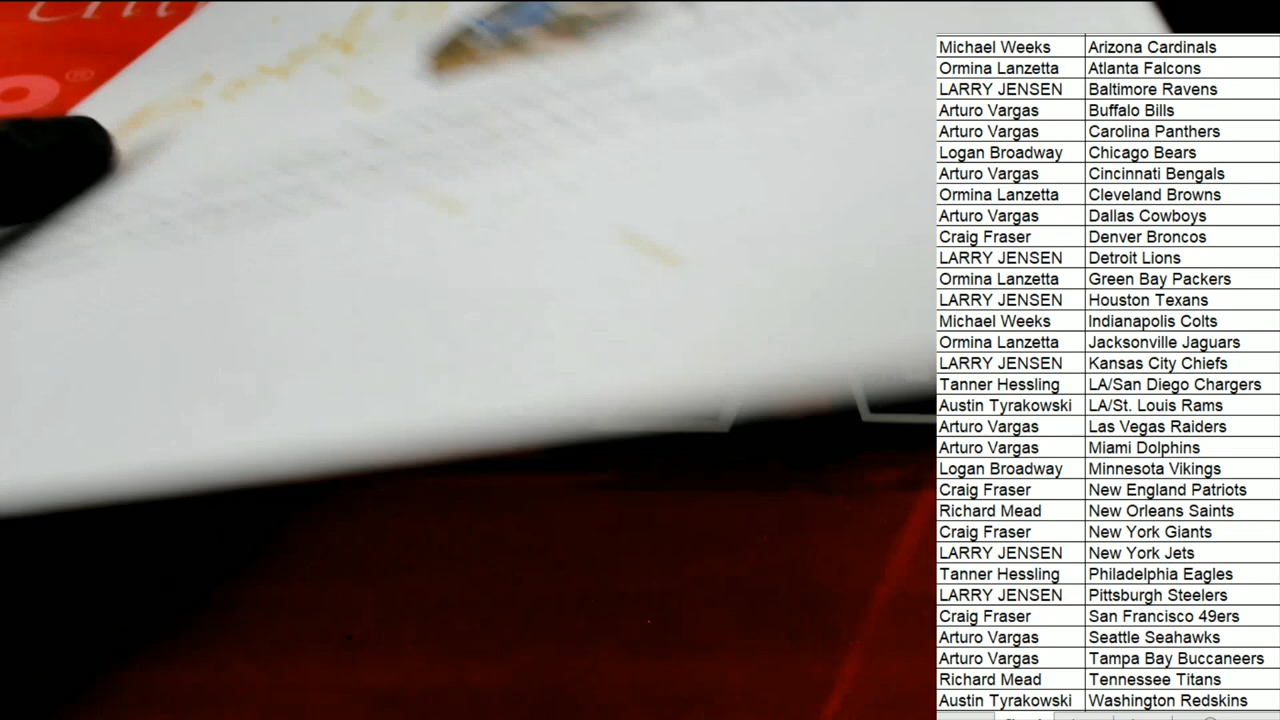 Michael Weeks Arizona Cardinals
Ormina Lanzetta Atlanta Falcons
LARRY JENSEN Baltimore Ravens
Arturo Vargas Buffalo Bills
Arturo Vargas Carolina Panthers
Logan Broadway Chicago Bears
Arturo Vargas Cincinnati Bengals
Ormina Lanzetta Cleveland Browns
Arturo Vargas Dallas Cowboys
Craig Fraser Denver Broncos
LARRY JENSEN Detroit Lions
Ormina Lanzetta Green Bay Packers
LARRY JENSEN Houston Texans
Michael Weeks Indianapolis Colts
Ormina Lanzetta Jacksonville Jaguars
LARRY JENSEN Kansas City Chiefs
Tanner Hessling LA/San Diego Chargers
Austin Tyrakowski LA/St. Louis Rams
Arturo Vargas Las Vegas Raiders
Arturo Vargas Miami Dolphins
Logan Broadway Minnesota Vikings
Craig Fraser New England Patriots
Richard Mead New Orleans Saints
Craig Fraser New York Giants
LARRY JENSEN New York Jets
Tanner Hessling Philadelphia Eagles
LARRY JENSEN Pittsburgh Steelers
Craig Fraser San Francisco 49ers
Arturo Vargas Seattle Seahawks
Arturo Vargas Tampa Bay Buccaneers
Richard Mead Tennessee Titans
Austin Tyrakowski Washington Redskins